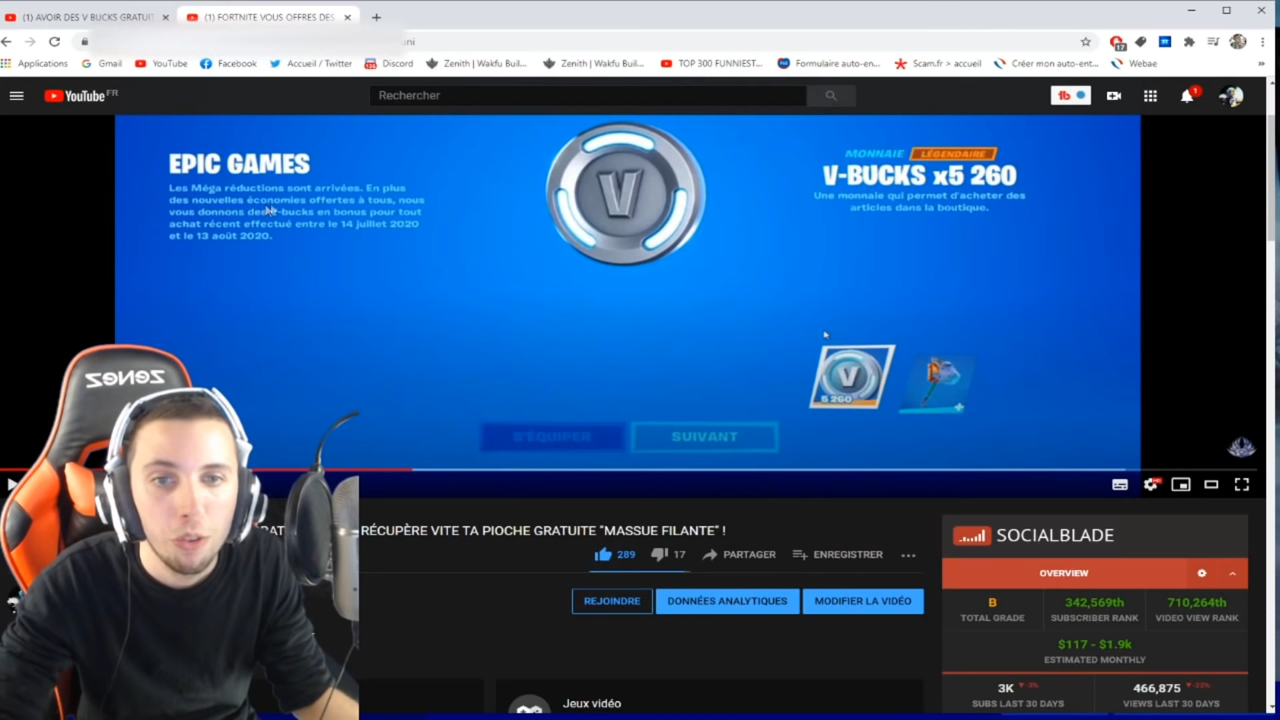 (1) AVOIR DES V BUCKS GRATUIT
(1) FORTNITE VOUS OFFRES DES
Applications
Gmail
YouTube
Facebook
Accueil / Twitter
Discord
Zenith | Wakfu Buil...
Zenith | Wakfu Buil...
TOP 300 FUNNIEST...
Formulaire auto-en...
Scam.fr > accueil
Créer mon auto-ent...
Webae
YouTube FR
Rechercher
1
17
EPIC GAMES
Les Méga réductions sont arrivées. En plus
des nouvelles économies offertes à tous, nous
vous donnons des V-bucks en bonus pour tout
achat récent effectué entre le 14 juillet 2020
et le 13 août 2020.
V
MONNAIE LÉGENDAIRE
V-BUCKS x5 260
Une monnaie qui permet d'acheter des
articles dans la boutique.
V
5 260
S'ÉQUIPER
SUIVANT
zenez
RÉCUPÈRE VITE TA PIOCHE GRATUITE "MASSUE FILANTE" !
289
17
PARTAGER
ENREGISTRER
REJOINDRE
DONNÉES ANALYTIQUES
MODIFIER LA VIDÉO
Jeux vidéo
SOCIALBLADE
OVERVIEW
B
TOTAL GRADE
342,569th
SUBSCRIBER RANK
710,264th
VIDEO VIEW RANK
$117 - $1.9k
ESTIMATED MONTHLY
3K
SUBS LAST 30 DAYS
466,875
VIEWS LAST 30 DAYS